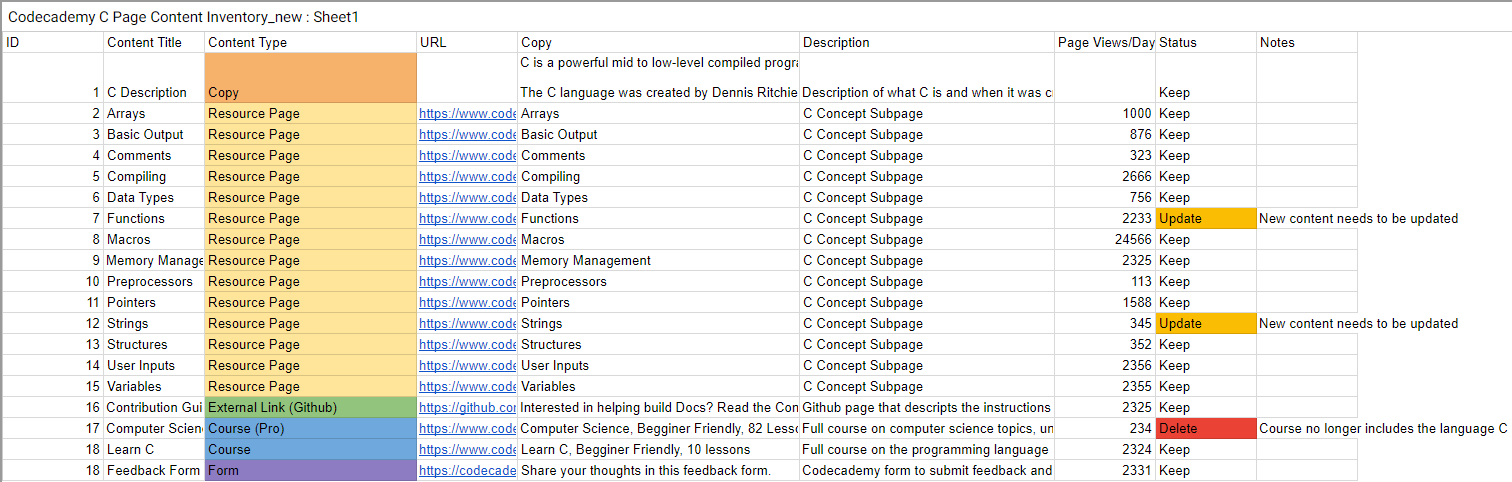 Codecademy C Page Content Inventory_new : Sheet1
ID Content Title Content Type URL Copy Description Page Views/Day Status Notes
C is a powerful mid to low-level compiled progra
1 C Description Copy The C language was created by Dennis Ritchie Description of what C is and when it was c Keep
2 Arrays Resource Page https://www.code Arrays C Concept Subpage 1000 Keep
3 Basic Output Resource Page https://www.code Basic Output C Concept Subpage 876 Keep
4 Comments Resource Page https://www.code Comments C Concept Subpage 323 Keep
5 Compiling Resource Page https://www.code Compiling C Concept Subpage 2666 Keep
6 Data Types Resource Page https://www.code Data Types C Concept Subpage 756 Keep
7 Functions Resource Page https://www.code Functions C Concept Subpage 2233 Update New content needs to be updated
8 Macros Resource Page https://www.code Macros C Concept Subpage 24566 Keep
9 Memory Manage Resource Page https://www.code Memory Management C Concept Subpage 2325 Keep
10 Preprocessors Resource Page https://www.code Preprocessors C Concept Subpage 113 Keep
11 Pointers Resource Page https://www.code Pointers C Concept Subpage 1588 Keep
12 Strings Resource Page https://www.code Strings C Concept Subpage 345 Update New content needs to be updated
13 Structures Resource Page https://www.code Structures C Concept Subpage 352 Keep
14 User Inputs Resource Page https://www.code User Inputs C Concept Subpage 2356 Keep
15 Variables Resource Page https://www.code Variables C Concept Subpage 2355 Keep
16 Contribution Gui External Link (Github) https://github.con Interested in helping build Docs? Read the Con Github page that descripts the instructions 2325 Keep
17 Computer Scien Course (Pro) https://www.code Computer Science, Begginer Friendly, 82 Lesso Full course on computer science topics, un 234 Delete Course no longer includes the language C
18 Learn C Course https://www.code Learn C, Begginer Friendly, 10 lessons Full course on the programming language 2324 Keep
18 Feedback Form Form https://codecade Share your thoughts in this feedback form. Codecademy form to submit feedback and 2331 Keep